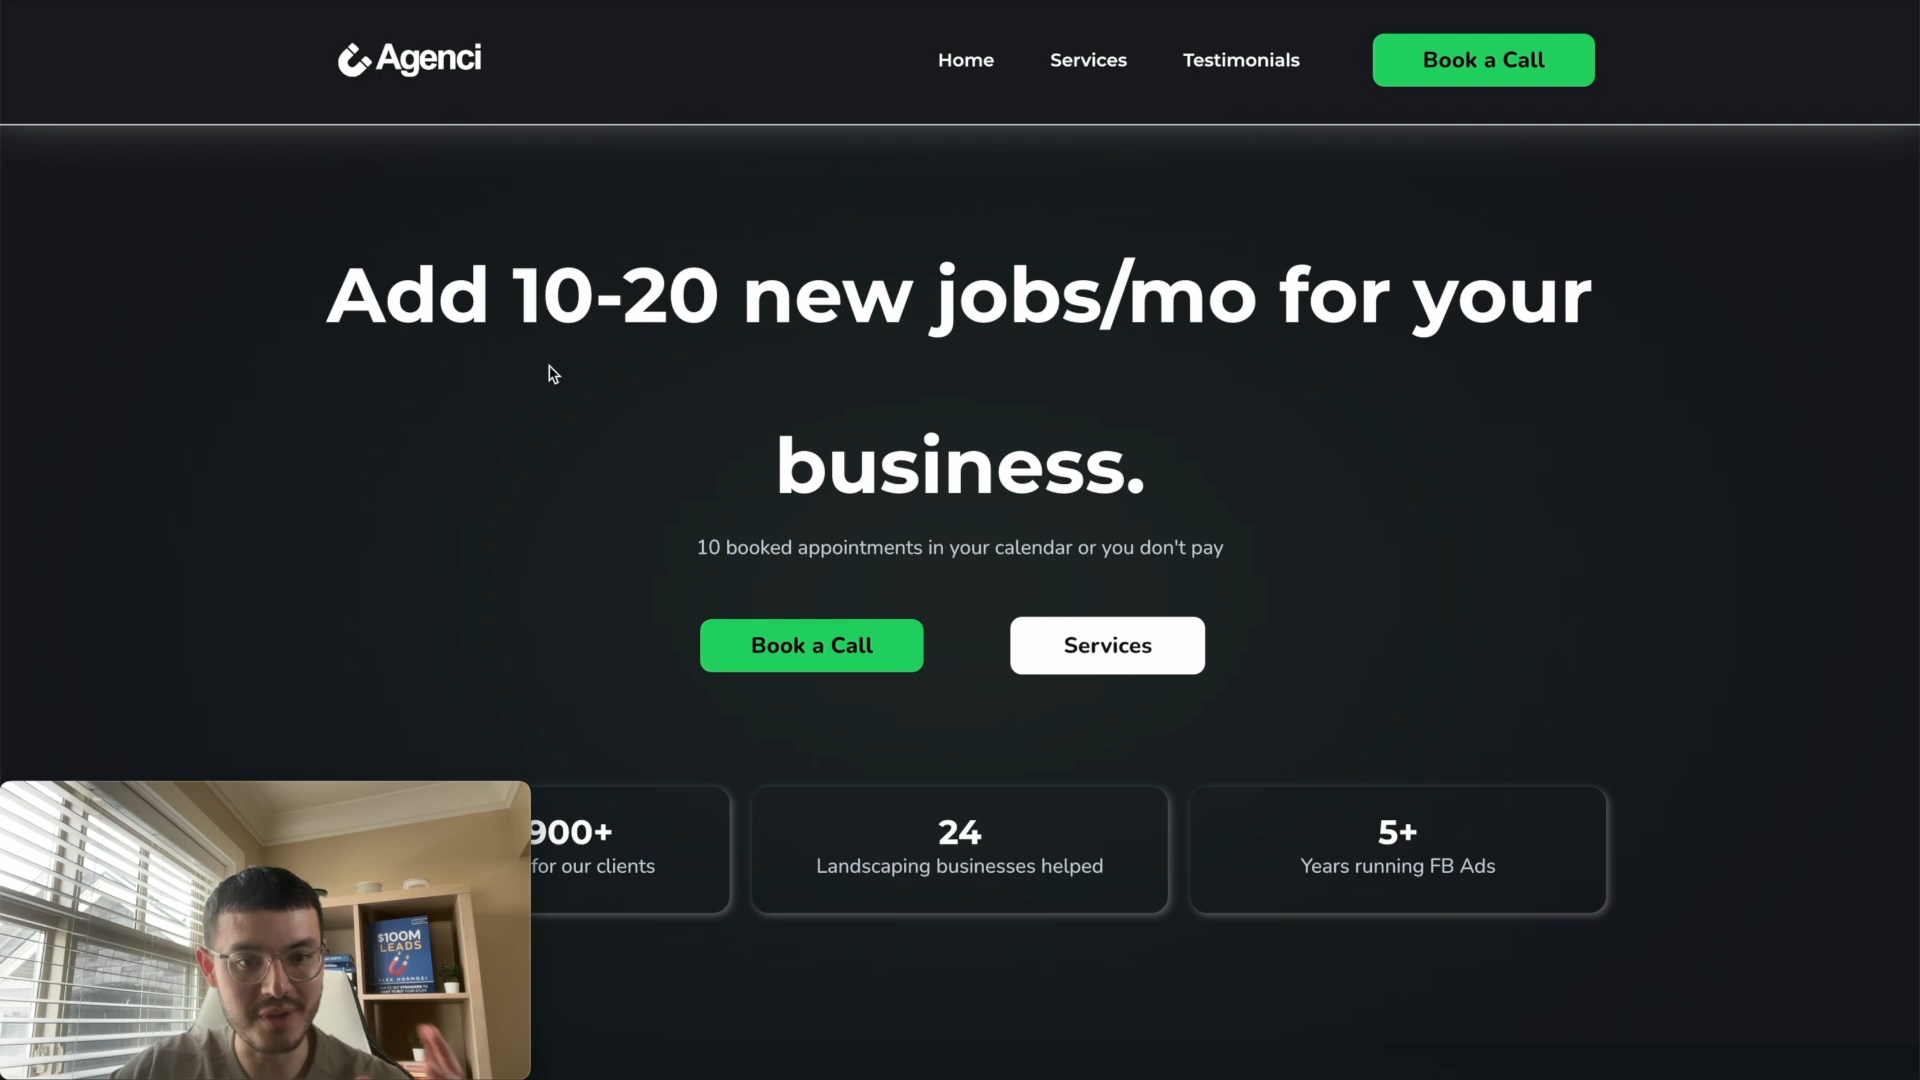 Agenci
Home
Services
Testimonials
Book a Call
Add 10-20 new jobs/mo for your
business.
10 booked appointments in your calendar or you don't pay
Book a Call
Services
900+
for our clients
24
Landscaping businesses helped
5+
Years running FB Ads
$100M
LEADS
ALEX HORMOZI